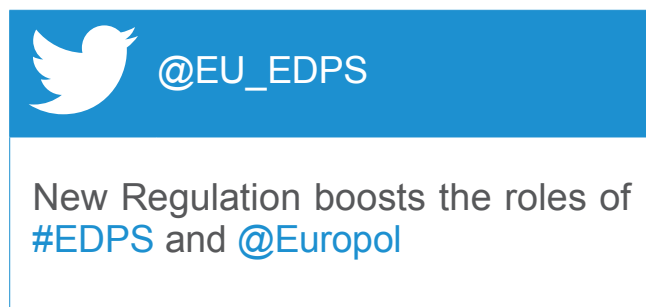 @EU_EDPS
New Regulation boosts the roles of
#EDPS and @Europol